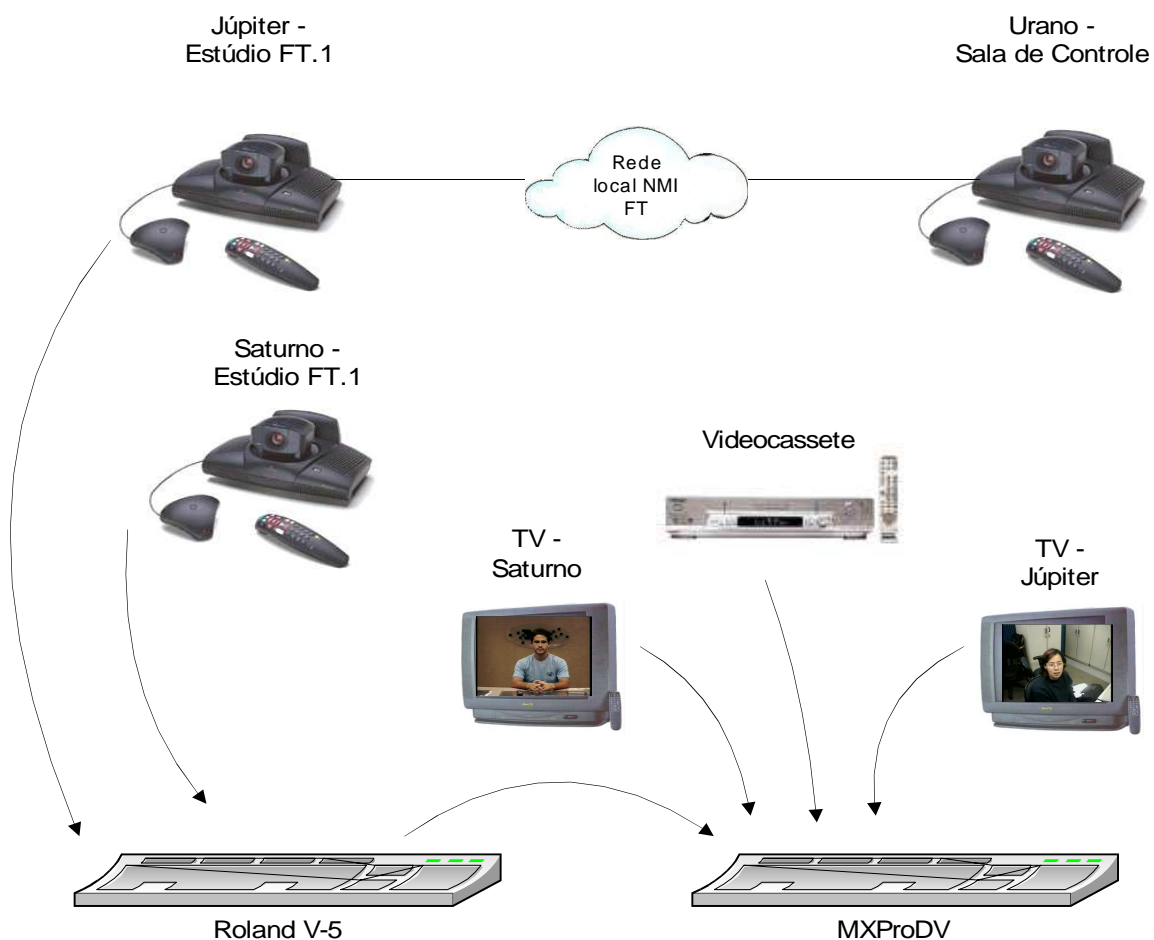 Júpiter -
Estúdio FT.1
Urano -
Sala de Controle
Rede
local NMI
FT
Saturno -
Estúdio FT.1
Videocassete
TV -
Saturno
TV -
Júpiter
Roland V-5
MXProDV